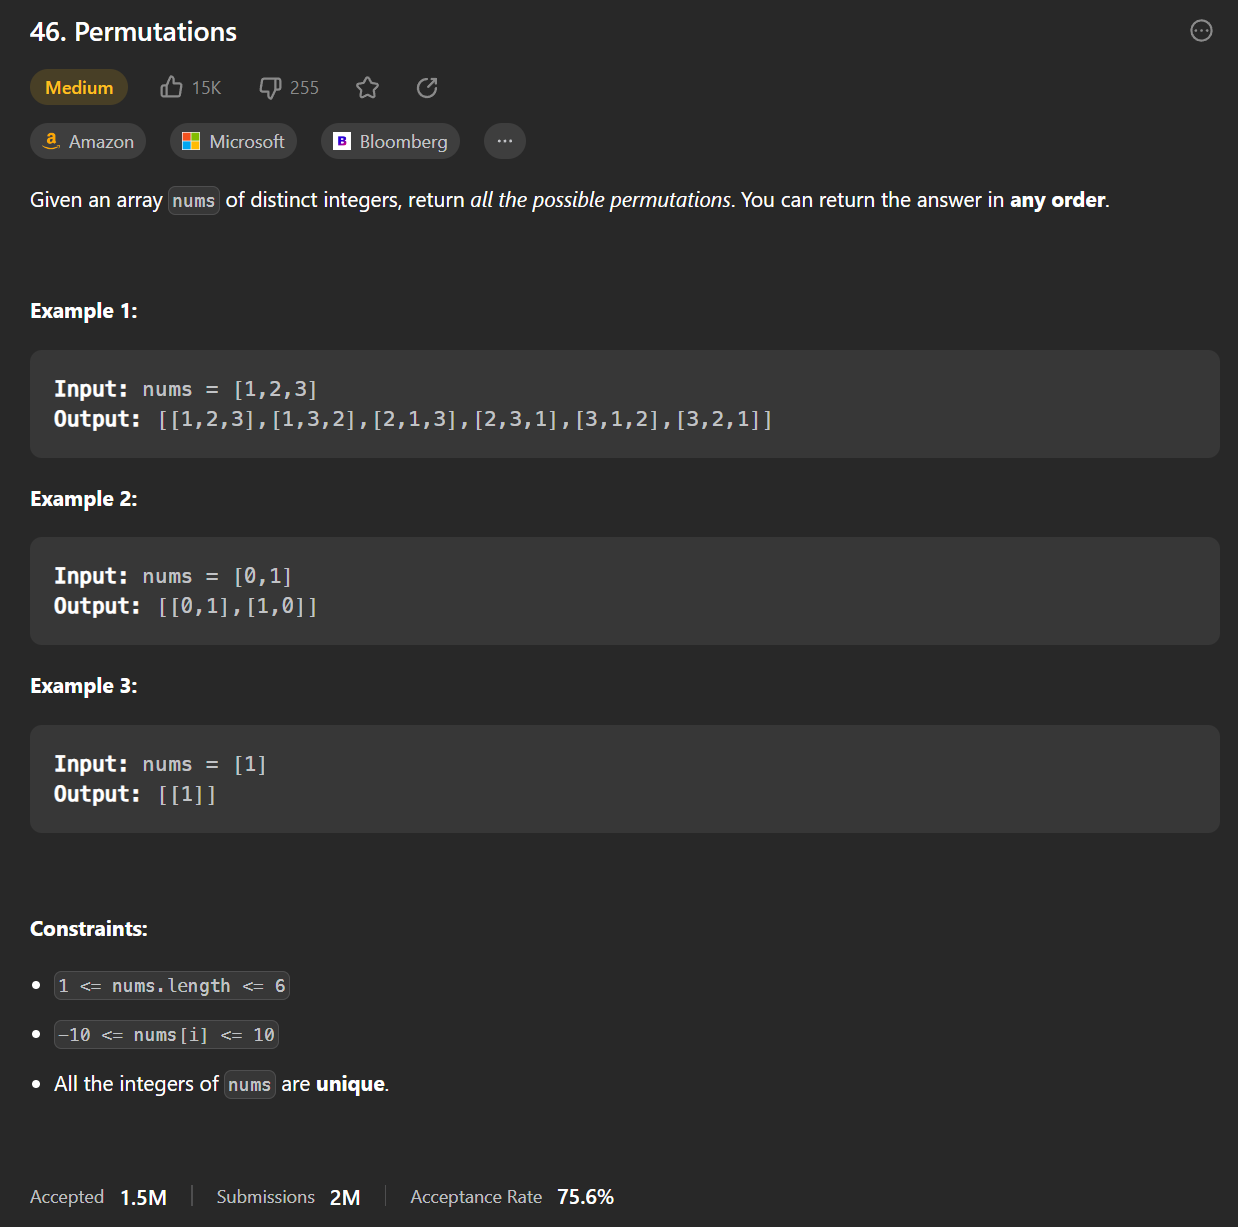 46. Permutations
Medium 15K 255
Amazon Microsoft Bloomberg
Given an array nums of distinct integers, return all the possible permutations. You can return the answer in any order.
Example 1:
Input: nums = [1,2,3]
Output: [[1,2,3],[1,3,2],[2,1,3],[2,3,1],[3,1,2],[3,2,1]]
Example 2:
Input: nums = [0,1]
Output: [[0,1],[1,0]]
Example 3:
Input: nums = [1]
Output: [[1]]
Constraints:
1 <= nums.length <= 6
-10 <= nums[i] <= 10
All the integers of nums are unique.
Accepted 1.5M Submissions 2M Acceptance Rate 75.6%